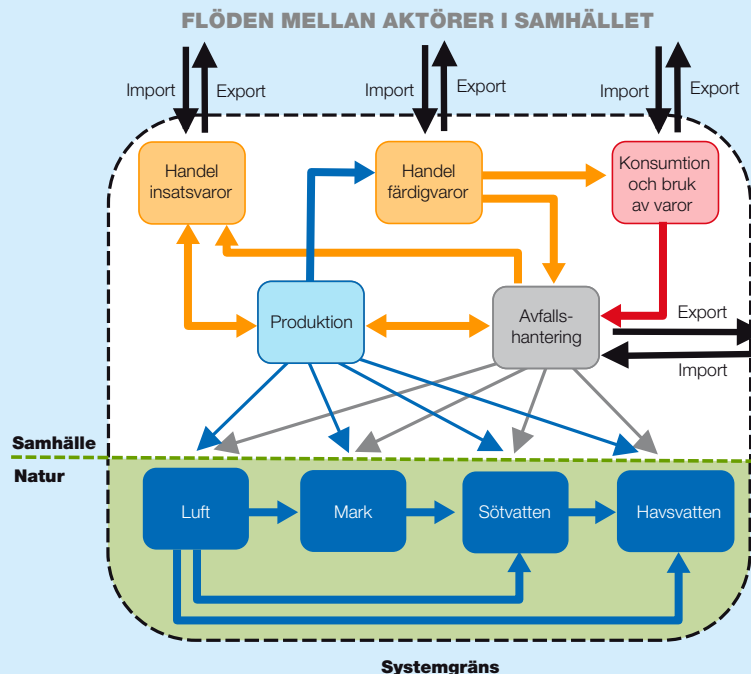 FLÖDEN MELLAN AKTÖRER I SAMHÄLLET
Import
Export
Import
Export
Import
Export
Handel
insatsvaror
Handel
färdigvaror
Konsumtion
och bruk
av varor
Produktion
Avfalls-
hantering
Export
Import
Samhälle
Natur
Luft
Mark
Sötvatten
Havsvatten
Systemgräns